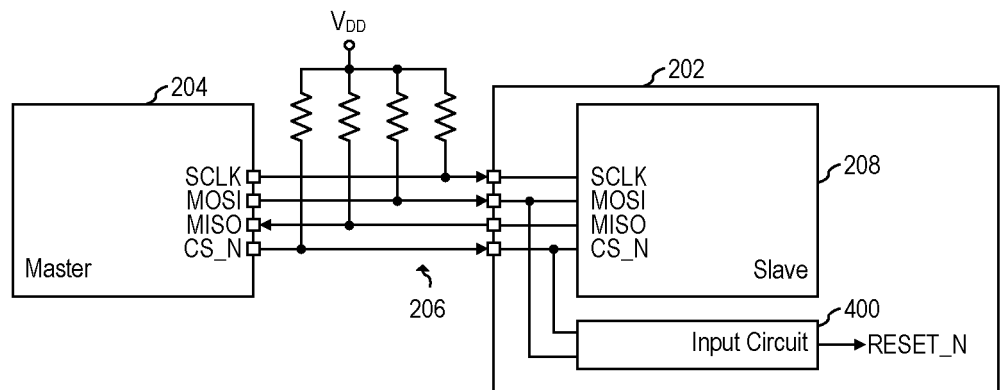 VDD
202
204
SCLK
MOSI
MISO
CS_N
Master
206
SCLK
MOSI
MISO
CS_N
Slave
208
400
Input Circuit
RESET_N